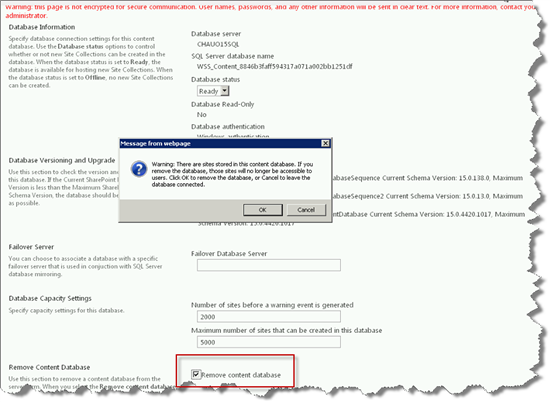 Warning: this page is not encrypted for secure communication. User names, passwords, and any other information will be sent in clear text. For more information, contact your
administrator.
Database Information
Specify database connection settings for this content
database. Use the Database status options to control
whether or not new Site Collections can be created in the
database. When the database status is set to Ready, the
database is available for hosting new Site Collections. When
the database status is set to Offline, no new Site Collections
can be created.
Database server
CHAUO15SQL
SQL Server database name
WSS_Content_8846b3faff594317a071a002bb1251df
Database status
Ready
Database Read-Only
No
Database authentication
Windows authentication
Message from webpage
Warning: There are sites stored in this content database. If you
remove the database, those sites will no longer be accessible to
users. Click OK to remove the database, or Cancel to leave the
database connected.
OK
Cancel
Database Versioning and Upgrade
Use this section to check the version and
this database. If the Current SharePoint
Version is less than the Maximum Share
Schema Version, the database should be
as possible.
abaseSequence Current Schema Version: 15.0.138.0, Maximum
abaseSequence2 Current Schema Version: 15.0.13.0, Maximum
ntDatabase Current Schema Version: 15.0.4420.1017, Maximum
Schema Version: 15.0.4420.1017
Failover Server
You can choose to associate a database with a specific
failover server that is used in conjuction with SQL Server
database mirroring.
Failover Database Server
Database Capacity Settings
Specify capacity settings for this database.
Number of sites before a warning event is generated
2000
Maximum number of sites that can be created in this database
5000
Remove Content Database
Use this section to remove a content database from the
server farm. When you select the Remove content database
Remove content database